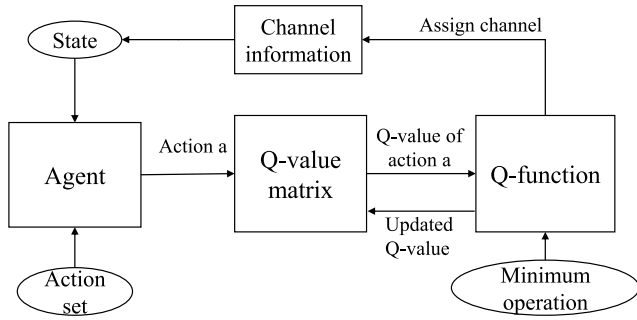 State
Channel
information
Assign channel
Agent
Action a
Q-value
matrix
Q-value of
action a
Q-function
Updated
Q-value
Action
set
Minimum
operation